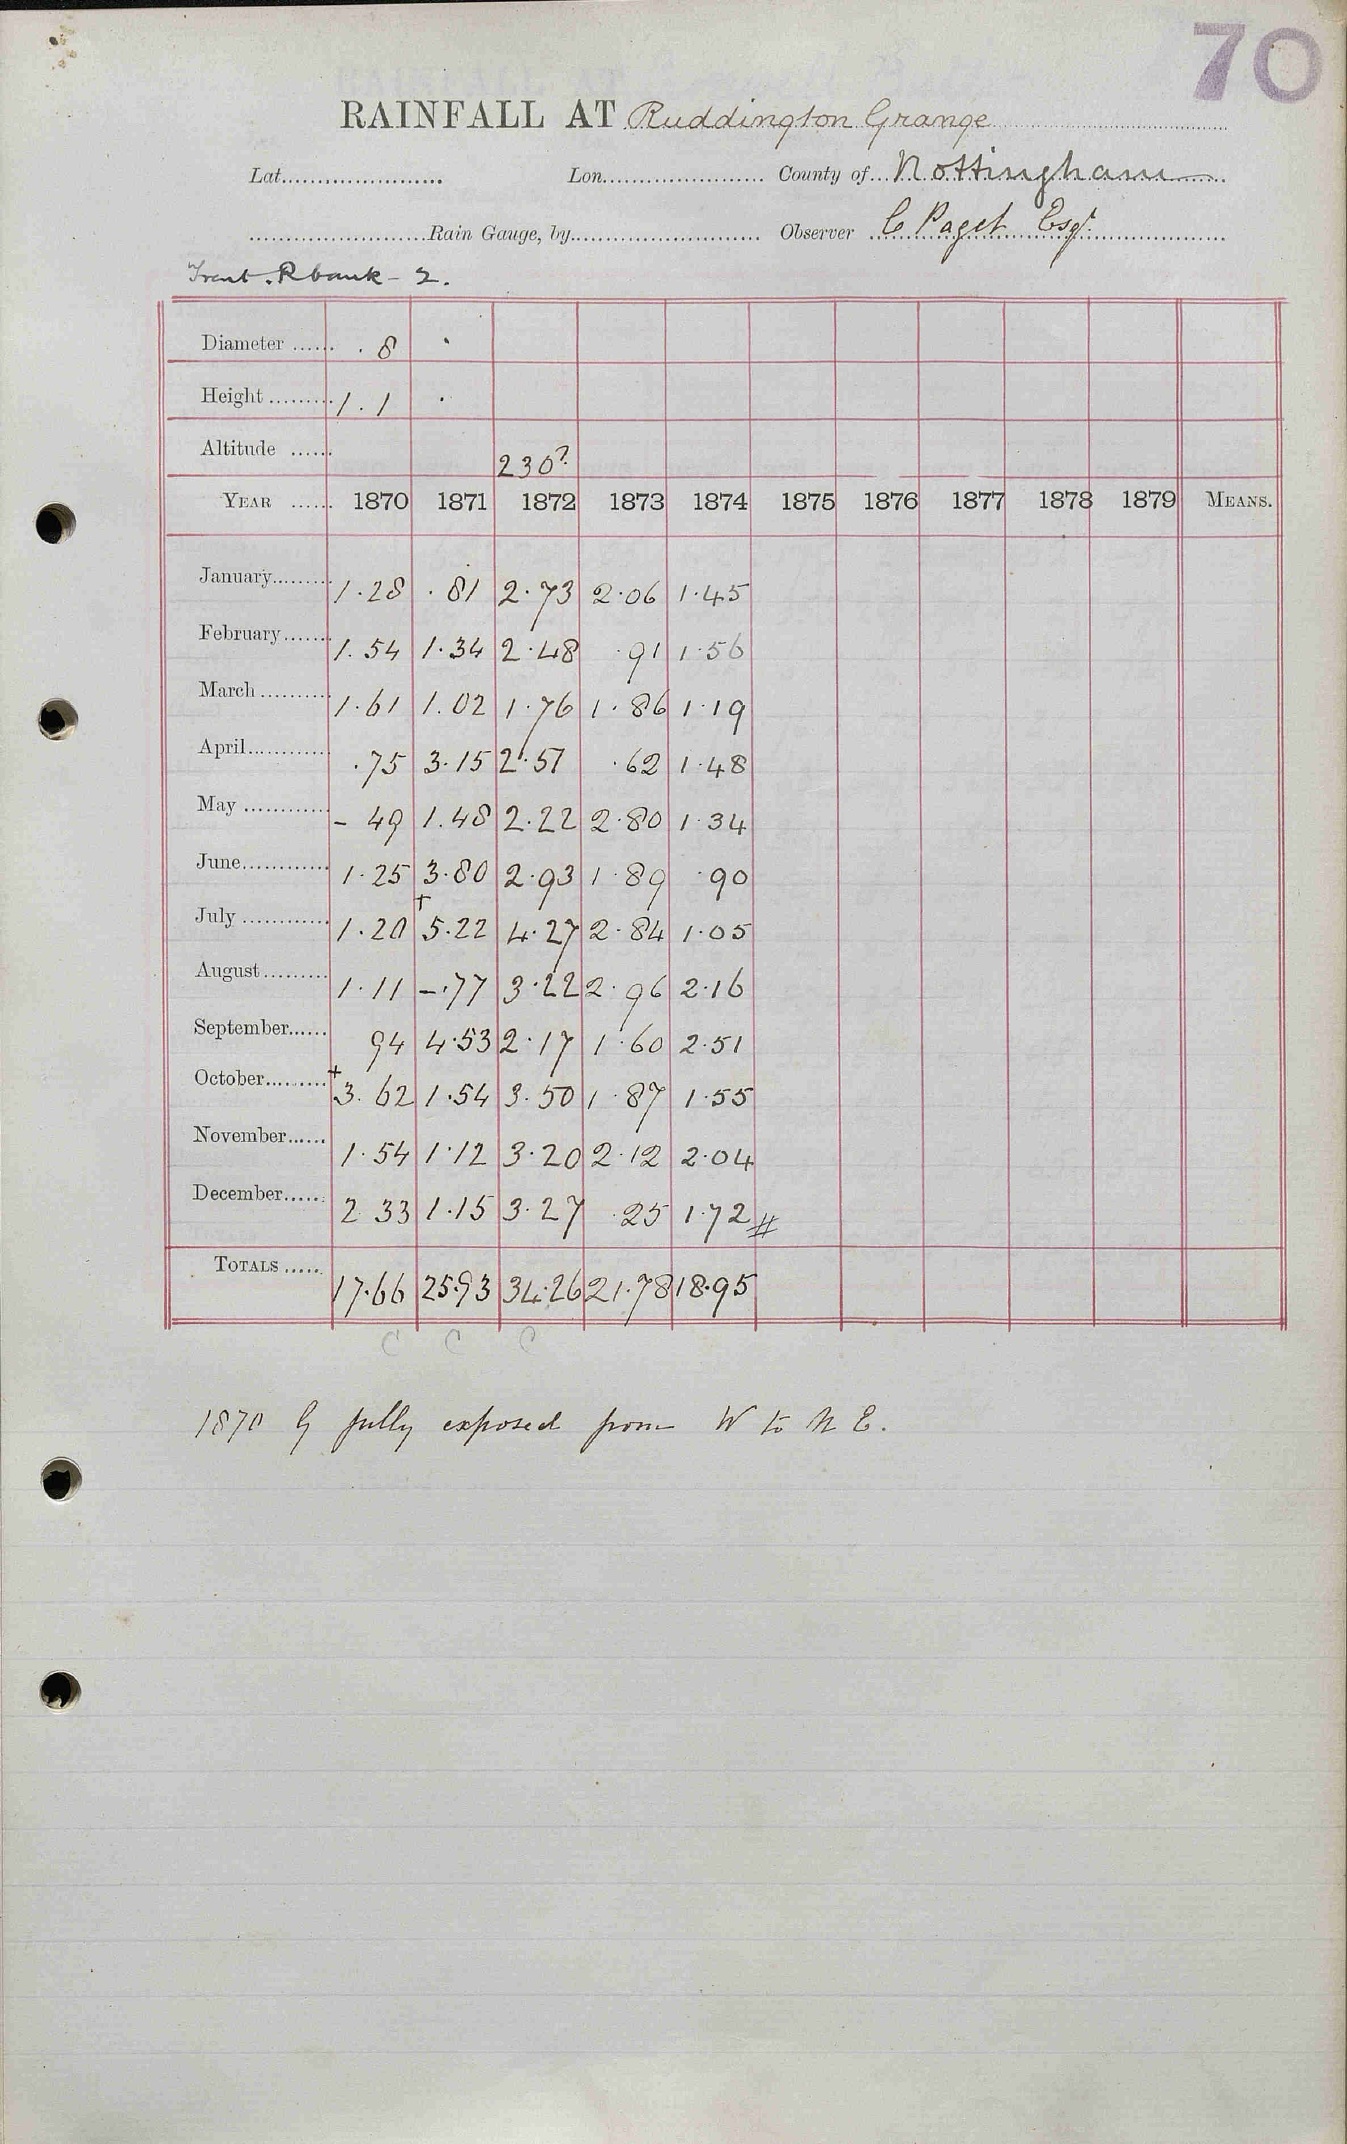 70
RAINFALL AT Ruddington Grange
Lat. Lon. County of Nottingham
Rain Gauge, by Observer C Paget Esqr
Trent. R bank - 2.
Diameter . 8 .
Height 1 . 1 .
Altitude 230?
YEAR 1870 1871 1872 1873 1874 1875 1876 1877 1878 1879 MEANS.
January 1.28 .81 2.73 2.06 1.45
February 1.54 1.34 2.48 .91 1.56
March 1.61 1.02 1.76 1.86 1.19
April .75 3.15 2.51 .62 1.48
May - 49 1.48 2.22 2.80 1.34
June 1.25 3.80 2.93 1.89 .90
July 1.20 +5.22 4.27 2.84 1.05
August 1.11 -.77 3.22 2.96 2.16
September 94 4.53 2.17 1.60 2.51
October +3.62 1.54 3.50 1.87 1.55
November 1.54 1.12 3.20 2.12 2.04
December 2 33 1.15 3.27 .25 1.72 #
TOTALS 17.66 25.93 34.26 21.78 18.95
C C C
1870 G fully exposed from W to N E.